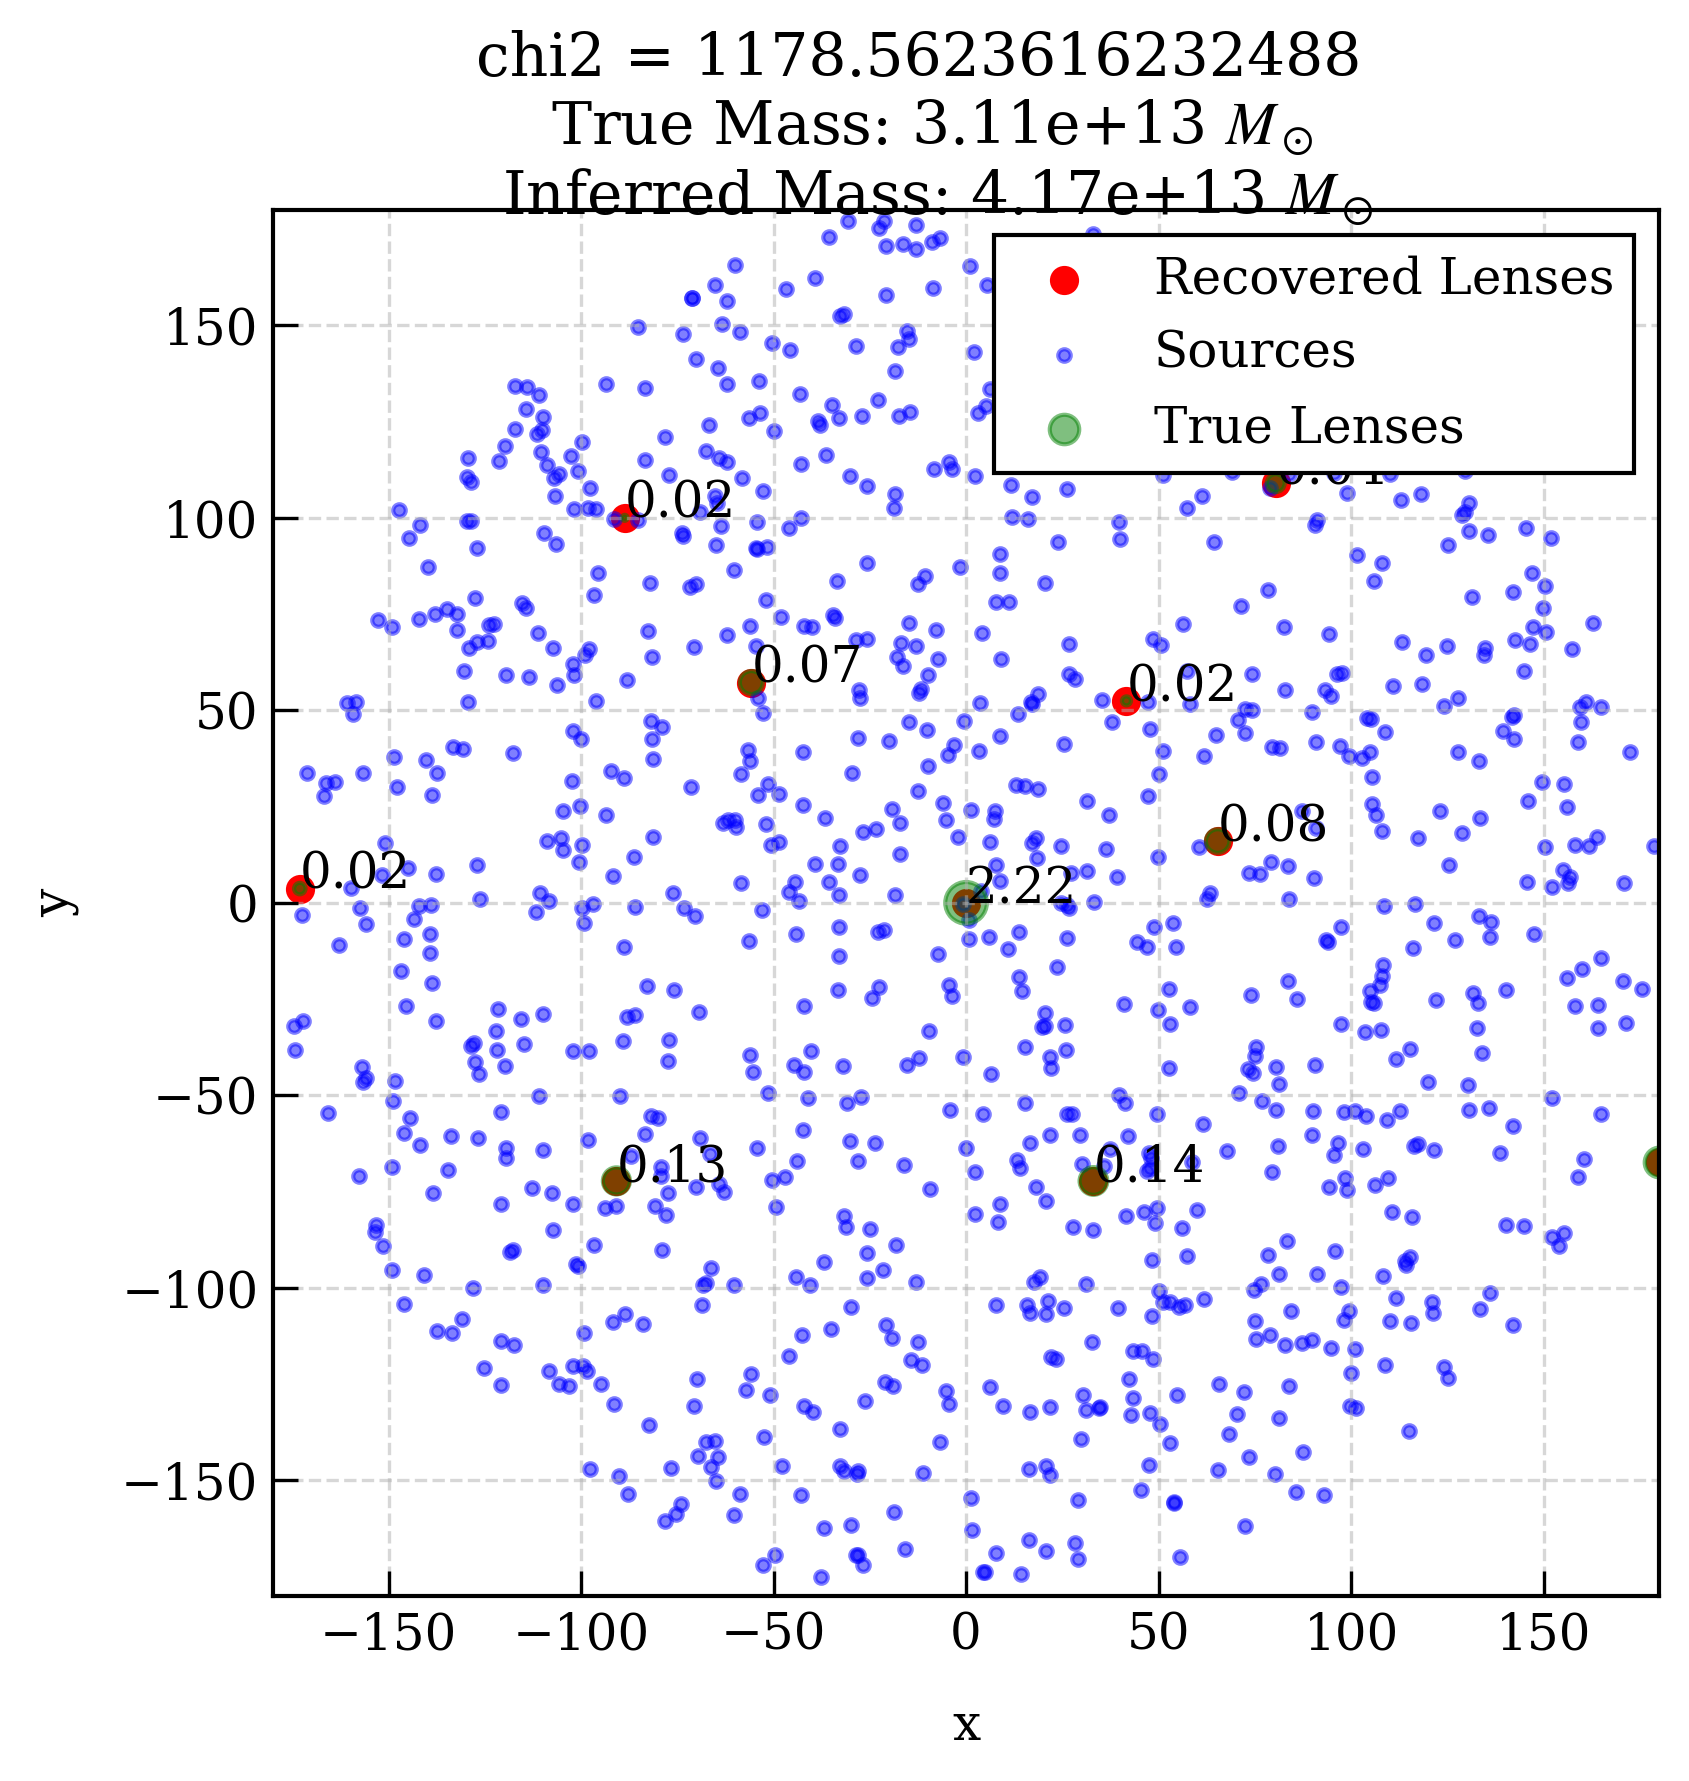 chi2 = 1178.5623616232488
True Mass: 3.11e+13 M⊙
Inferred Mass: 4.17e+13 M⊙
Recovered Lenses
Sources
True Lenses
150
100
50
0
−50
−100
−150
y
0.02
0.07
0.02
0.08
0.02
2.22
0.13
0.14
−150
−100
−50
0
50
100
150
x